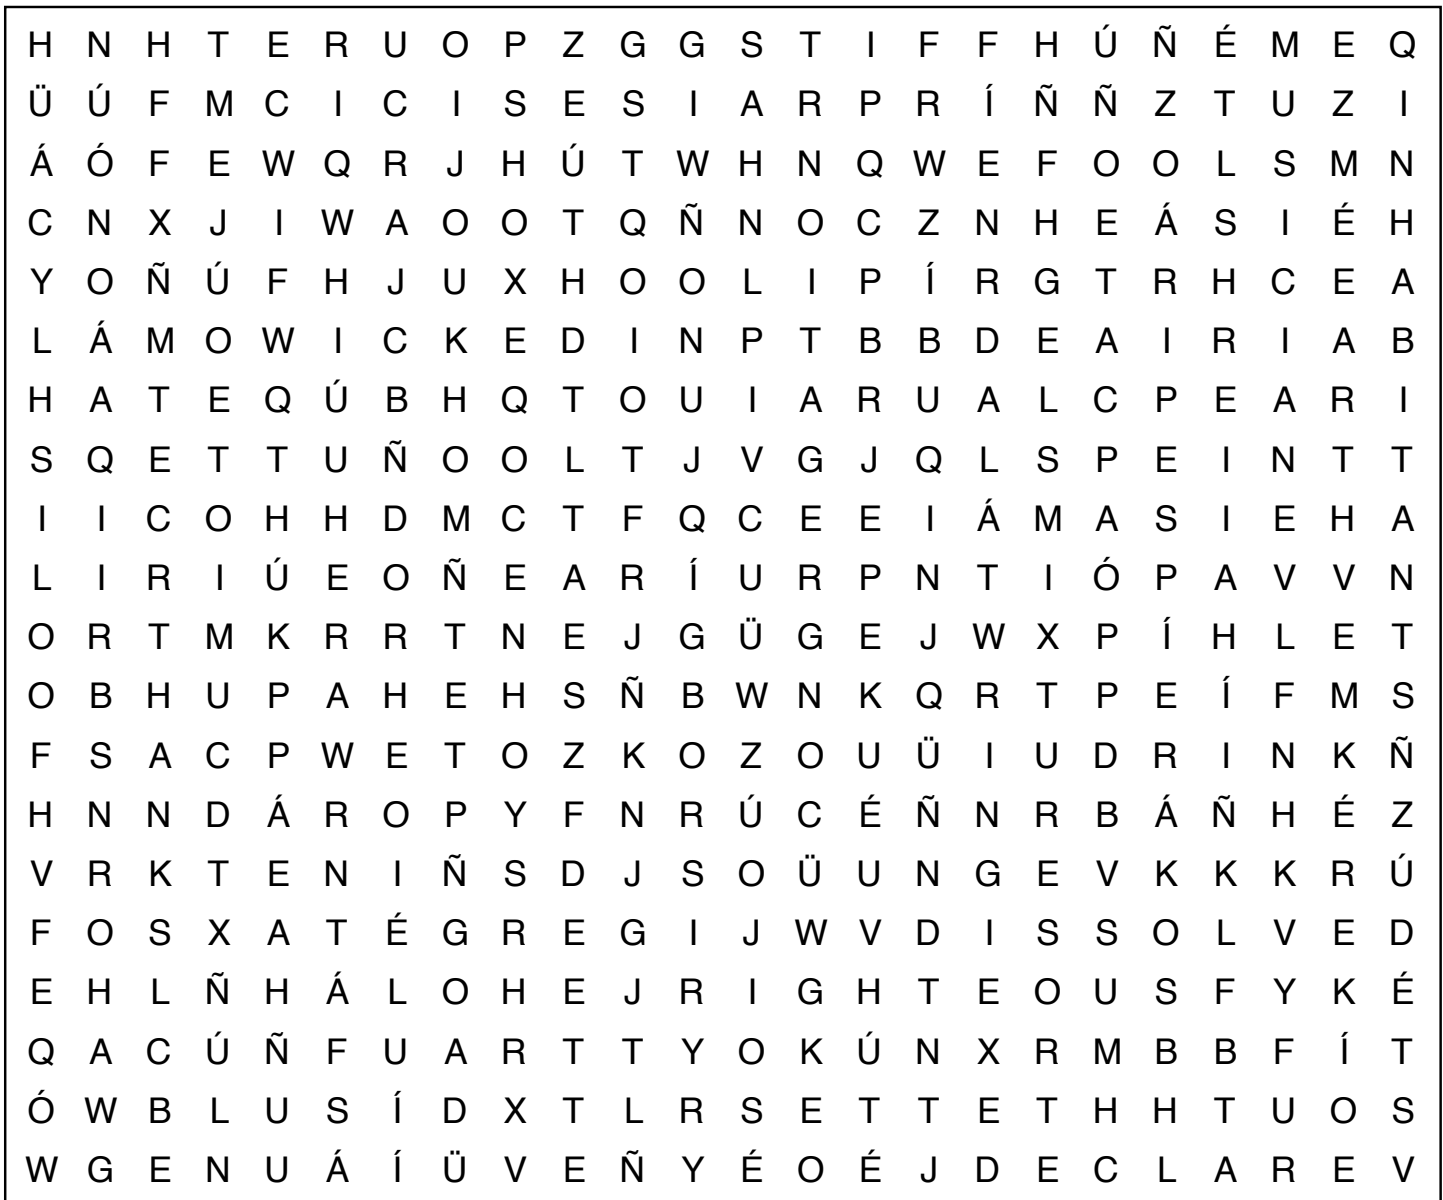 H N H T E R U O P Z G G S T I F F H Ú Ñ É M E Q
Ü Ú F M C I C I S E S I A R P R Í Ñ Ñ Z T U Z I
Á Ó F E W Q R J H Ú T W H N Q W E F O O L S M N
C N X J I W A O O T Q Ñ N O C Z N H E Á S I É H
Y O Ñ Ú F H J U X H O O L I P Í R G T R H C E A
L Á M O W I C K E D I N P T B B D E A I R I A B
H A T E Q Ú B H Q T O U I A R U A L C P E A R I
S Q E T T U Ñ O O L T J V G J Q L S P E I N T T
I I C O H H D M C T F Q C E E I Á M A S I E H A
L I R I Ú E O Ñ E A R Í U R P N T I Ó P A V V N
O R T M K R R T N E J G Ü G E J W X P Í H L E T
O B H U P A H E H S Ñ B W N K Q R T P E Í F M S
F S A C P W E T O Z K O Z O U Ü I U D R I N K Ñ
H N N D Á R O P Y F N R Ú C É Ñ N R B Á Ñ H É Z
V R K T E N I Ñ S D J S O Ü U N G E V K K K R Ú
F O S X A T É G R E G I J W V D I S S O L V E D
E H L Ñ H Á L O H E J R I G H T E O U S F Y K É
Q A C Ú Ñ F U A R T T Y O K Ú N X R M B B F Í T
Ó W B L U S Í D X T L R S E T T E T H H T U O S
W G E N U Á Í Ü V E Ñ Y É O É J D E C L A R E V